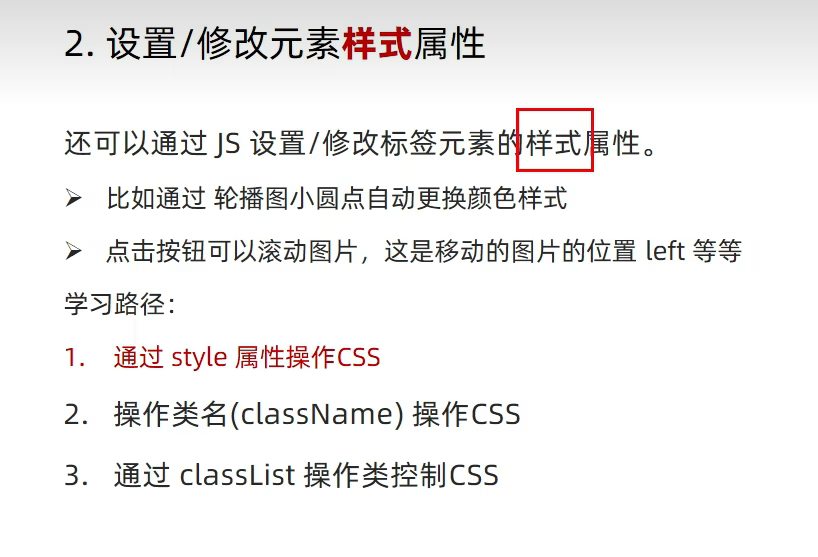 2. 设置/修改元素样式属性
还可以通过 JS 设置/修改标签元素的样式属性。
➢ 比如通过 轮播图小圆点自动更换颜色样式
➢ 点击按钮可以滚动图片，这是移动的图片的位置 left 等等
学习路径：
1. 通过 style 属性操作CSS
2. 操作类名(className) 操作CSS
3. 通过 classList 操作类控制CSS